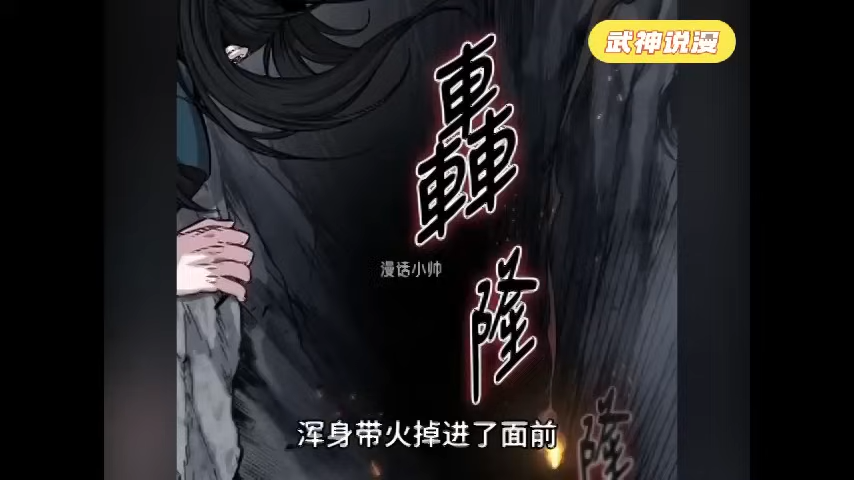 武神说漫
轟
隆
漫话小帅
隆
浑身带火掉进了面前